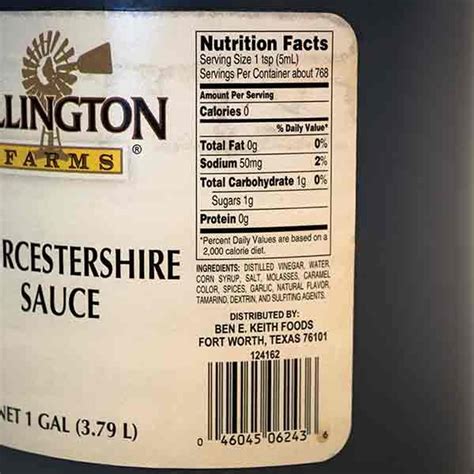 LLINGTON
FARMS ®
RCESTERSHIRE
SAUCE
NET 1 GAL (3.79 L)
Nutrition Facts
Serving Size 1 tsp (5mL)
Servings Per Container about 768
Amount Per Serving
Calories 0
% Daily Value*
Total Fat 0g 0%
Sodium 50mg 2%
Total Carbohydrate 1g 0%
Sugars 1g
Protein 0g
*Percent Daily Values are based on a
2,000 calorie diet.
INGREDIENTS: DISTILLED VINEGAR, WATER,
CORN SYRUP, SALT, MOLASSES, CARAMEL
COLOR, SPICES, GARLIC, NATURAL FLAVOR,
TAMARIND, DEXTRIN, AND SULFITING AGENTS.
DISTRIBUTED BY:
BEN E. KEITH FOODS
FORT WORTH, TEXAS 76101
124162
0 46045 06243 6